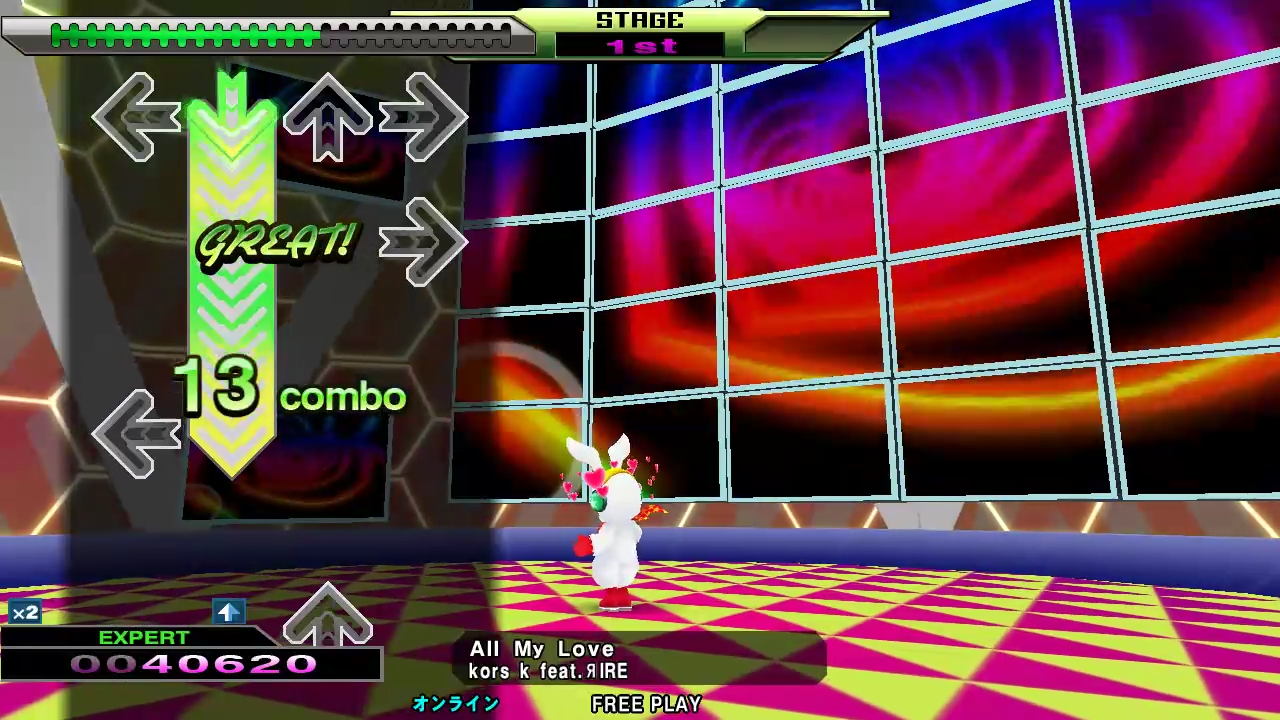 STAGE
1st
GREAT!
13 combo
x2
EXPERT
0040620
All My Love
kors k feat.ЯIRE
オンライン
FREE PLAY